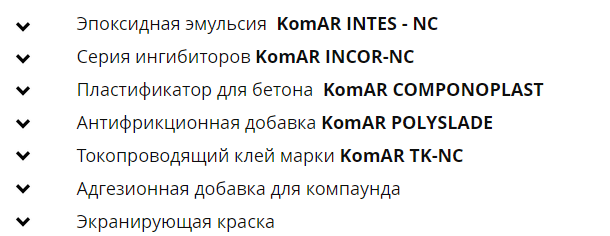 Эпоксидная эмульсия KomAR INTES - NC
Серия ингибиторов KomAR INCOR-NC
Пластификатор для бетона KomAR COMPONOPLAST
Антифрикционная добавка KomAR POLYSLADE
Токопроводящий клей марки KomAR TK-NC
Адгезионная добавка для компаунда
Экранирующая краска